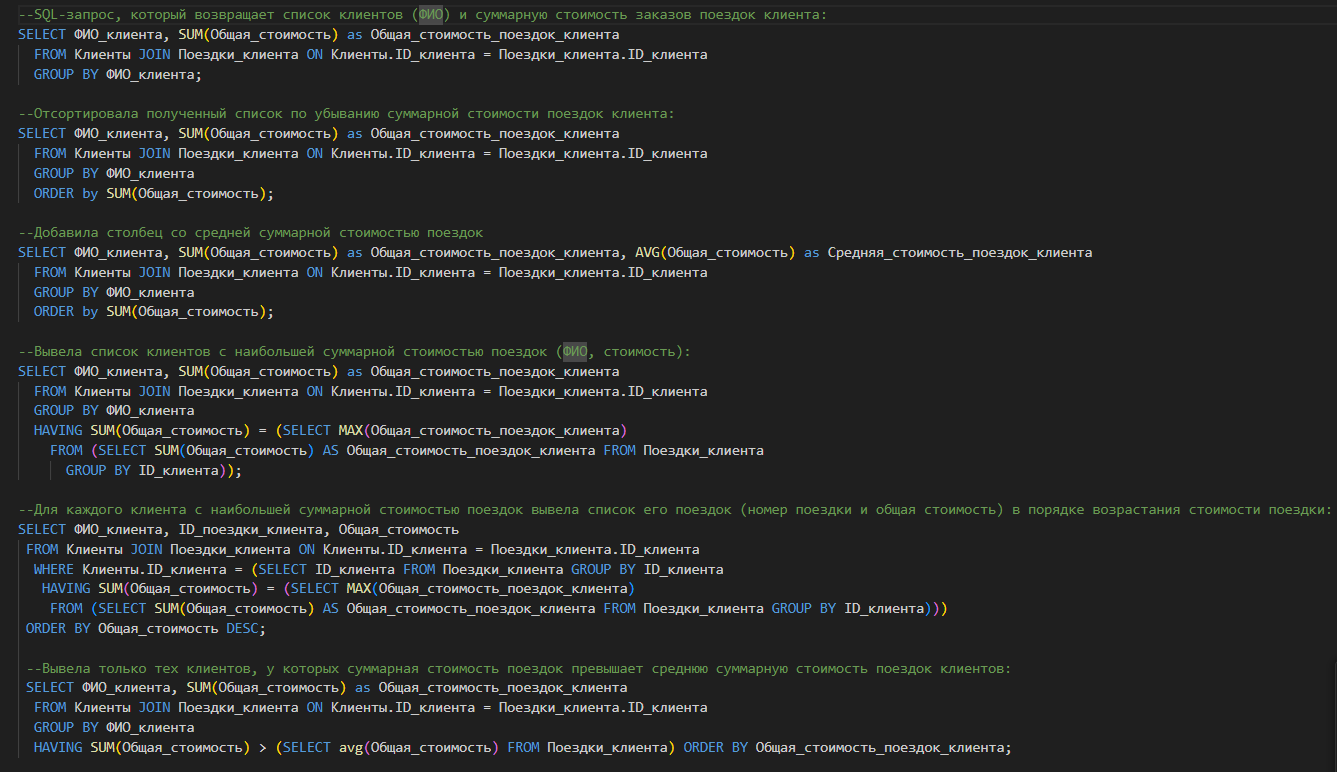 --SQL-запрос, который возвращает список клиентов (ФИО) и суммарную стоимость заказов поездок клиента:
SELECT ФИО_клиента, SUM(Общая_стоимость) as Общая_стоимость_поездок_клиента
FROM Клиенты JOIN Поездки_клиента ON Клиенты.ID_клиента = Поездки_клиента.ID_клиента
GROUP BY ФИО_клиента;
--Отсортировала полученный список по убыванию суммарной стоимости поездок клиента:
SELECT ФИО_клиента, SUM(Общая_стоимость) as Общая_стоимость_поездок_клиента
FROM Клиенты JOIN Поездки_клиента ON Клиенты.ID_клиента = Поездки_клиента.ID_клиента
GROUP BY ФИО_клиента
ORDER by SUM(Общая_стоимость);
--Добавила столбец со средней суммарной стоимостью поездок
SELECT ФИО_клиента, SUM(Общая_стоимость) as Общая_стоимость_поездок_клиента, AVG(Общая_стоимость) as Средняя_стоимость_поездок_клиента
FROM Клиенты JOIN Поездки_клиента ON Клиенты.ID_клиента = Поездки_клиента.ID_клиента
GROUP BY ФИО_клиента
ORDER by SUM(Общая_стоимость);
--Вывела список клиентов с наибольшей суммарной стоимостью поездок (ФИО, стоимость):
SELECT ФИО_клиента, SUM(Общая_стоимость) as Общая_стоимость_поездок_клиента
FROM Клиенты JOIN Поездки_клиента ON Клиенты.ID_клиента = Поездки_клиента.ID_клиента
GROUP BY ФИО_клиента
HAVING SUM(Общая_стоимость) = (SELECT MAX(Общая_стоимость_поездок_клиента)
FROM (SELECT SUM(Общая_стоимость) AS Общая_стоимость_поездок_клиента FROM Поездки_клиента
GROUP BY ID_клиента));
--Для каждого клиента с наибольшей суммарной стоимостью поездок вывела список его поездок (номер поездки и общая стоимость) в порядке возрастания стоимости поездки:
SELECT ФИО_клиента, ID_поездки_клиента, Общая_стоимость
FROM Клиенты JOIN Поездки_клиента ON Клиенты.ID_клиента = Поездки_клиента.ID_клиента
WHERE Клиенты.ID_клиента = (SELECT ID_клиента FROM Поездки_клиента GROUP BY ID_клиента
HAVING SUM(Общая_стоимость) = (SELECT MAX(Общая_стоимость_поездок_клиента)
FROM (SELECT SUM(Общая_стоимость) AS Общая_стоимость_поездок_клиента FROM Поездки_клиента GROUP BY ID_клиента)))
ORDER BY Общая_стоимость DESC;
--Вывела только тех клиентов, у которых суммарная стоимость поездок превышает среднюю суммарную стоимость поездок клиентов:
SELECT ФИО_клиента, SUM(Общая_стоимость) as Общая_стоимость_поездок_клиента
FROM Клиенты JOIN Поездки_клиента ON Клиенты.ID_клиента = Поездки_клиента.ID_клиента
GROUP BY ФИО_клиента
HAVING SUM(Общая_стоимость) > (SELECT avg(Общая_стоимость) FROM Поездки_клиента) ORDER BY Общая_стоимость_поездок_клиента;